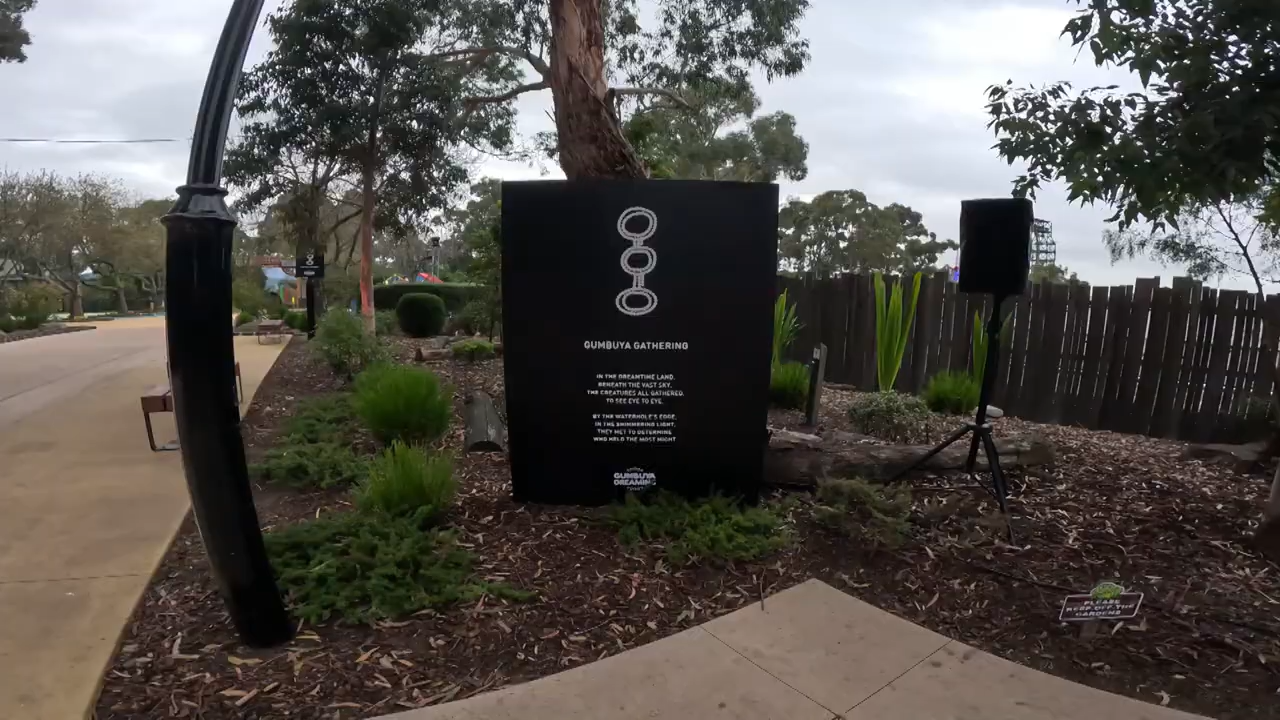 GUMBUYA GATHERING
IN THE DREAMTIME LAND,
BENEATH THE VAST SKY,
THE CREATURES ALL GATHERED,
TO SEE EYE TO EYE.
BY THE WATERHOLE'S EDGE,
IN THE SHIMMERING LIGHT,
THEY MET TO DETERMINE
WHO HELD THE MOST MIGHT
GUMBUYA
DREAMING
PLEASE
KEEP OFF THE
GARDENS